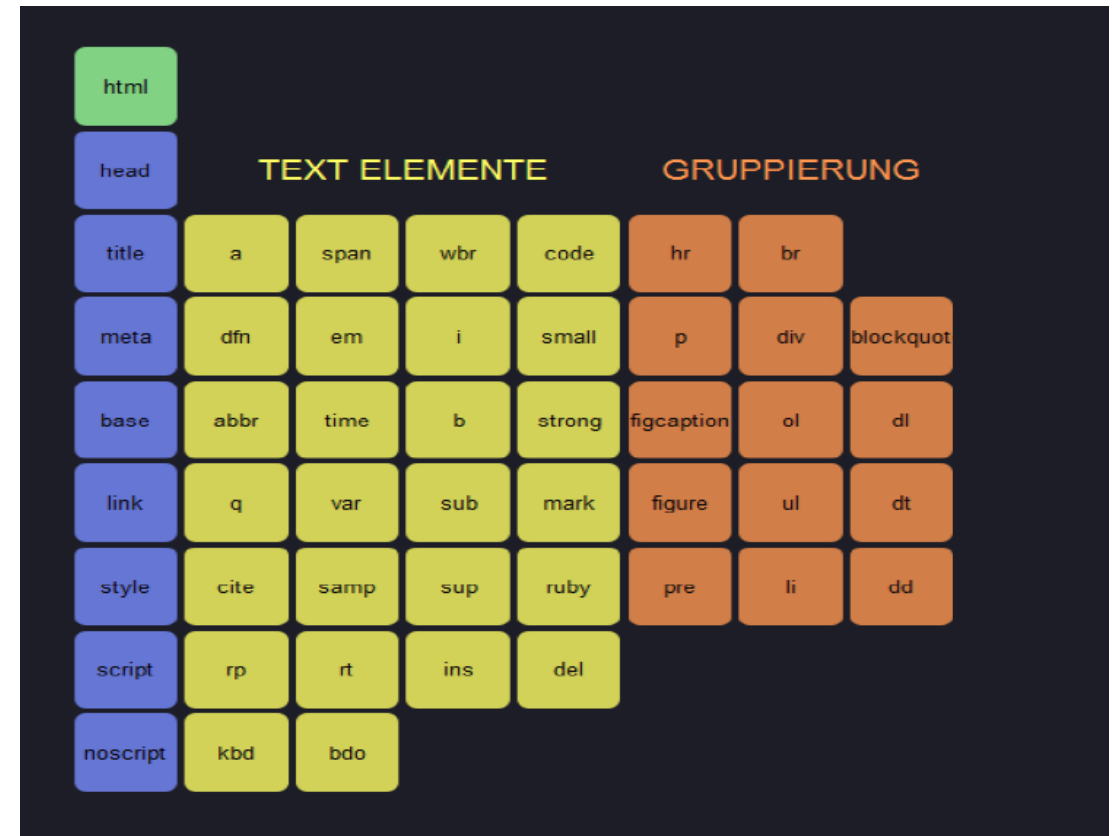 html
head TEXT ELEMENTE GRUPPIERUNG
title a span wbr code hr br
meta dfn em i small p div blockquot
base abbr time b strong figcaption ol dl
link q var sub mark figure ul dt
style cite samp sup ruby pre li dd
script rp rt ins del
noscript kbd bdo